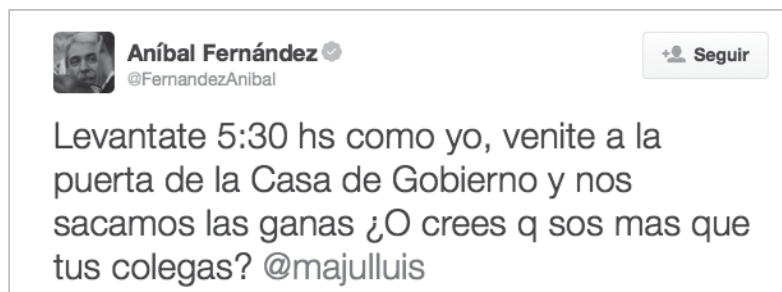 Aníbal Fernández
@FernandezAnibal
Seguir
Levantate 5:30 hs como yo, venite a la
puerta de la Casa de Gobierno y nos
sacamos las ganas ¿O crees q sos mas que
tus colegas? @majulluis